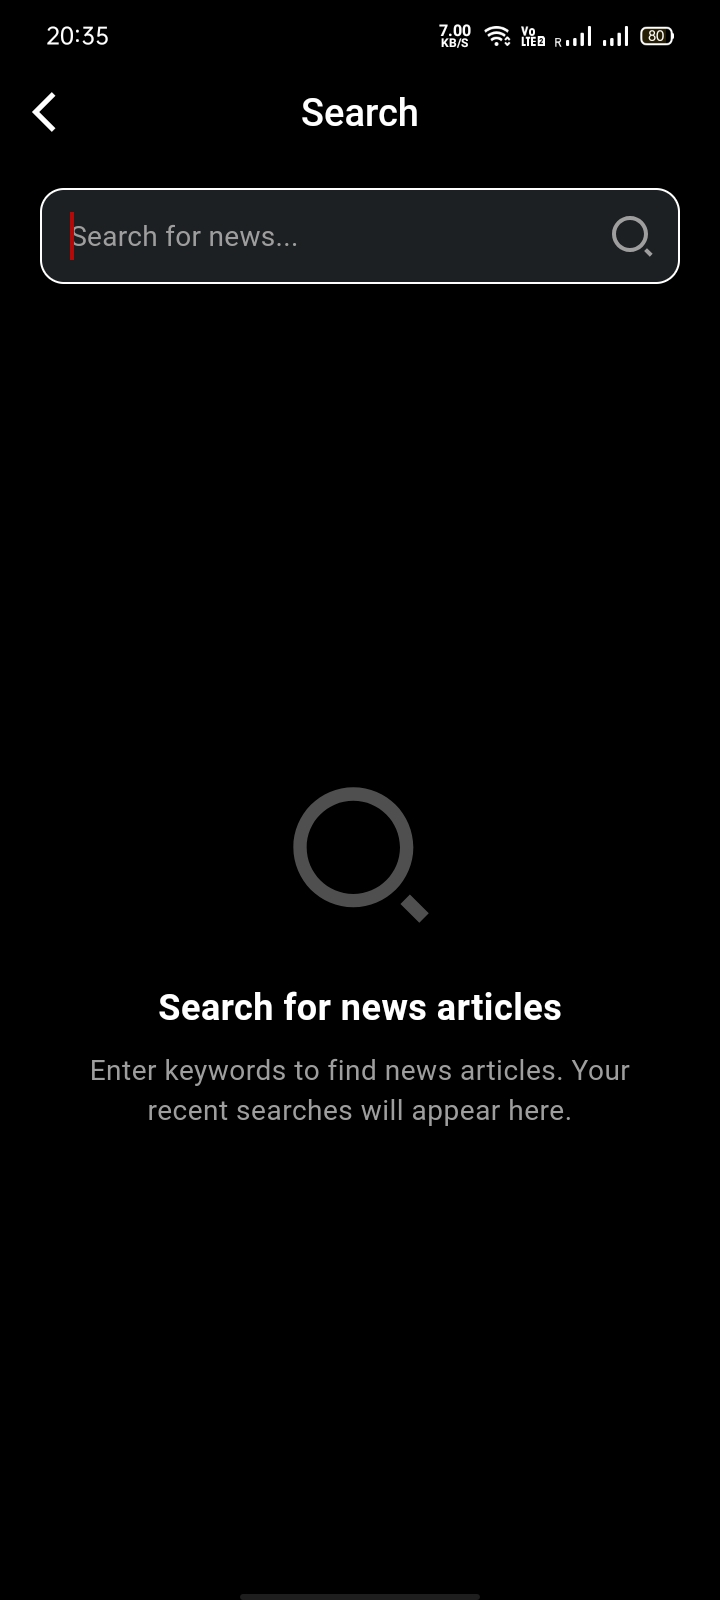 20:35
7.00
KB/S
Vo
LTE 2
R
80
Search
Search for news...
Search for news articles
Enter keywords to find news articles. Your
recent searches will appear here.